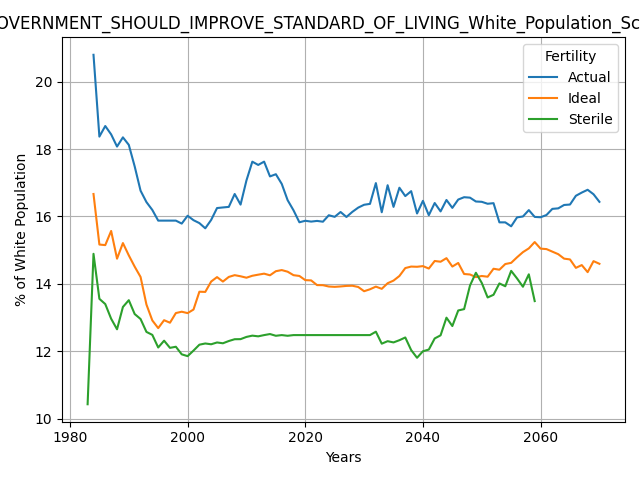 OVERNMENT_SHOULD_IMPROVE_STANDARD_OF_LIVING_White_Population_Sc
Fertility
Actual
Ideal
Sterile
% of White Population
20
18
16
14
12
10
1980
2000
2020
2040
2060
Years